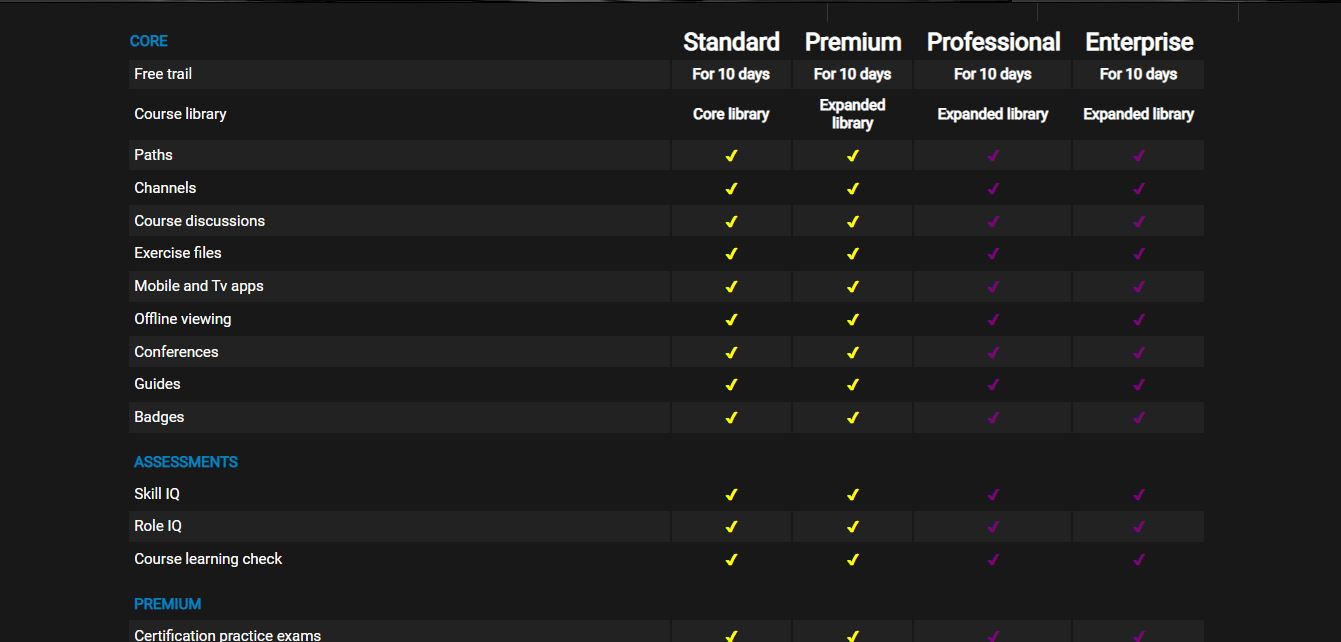 CORE Standard Premium Professional Enterprise
Free trail For 10 days For 10 days For 10 days For 10 days
Course library Core library Expanded library Expanded library Expanded library
Paths ✓ ✓ ✓ ✓
Channels ✓ ✓ ✓ ✓
Course discussions ✓ ✓ ✓ ✓
Exercise files ✓ ✓ ✓ ✓
Mobile and Tv apps ✓ ✓ ✓ ✓
Offline viewing ✓ ✓ ✓ ✓
Conferences ✓ ✓ ✓ ✓
Guides ✓ ✓ ✓ ✓
Badges ✓ ✓ ✓ ✓
ASSESSMENTS
Skill IQ ✓ ✓ ✓ ✓
Role IQ ✓ ✓ ✓ ✓
Course learning check ✓ ✓ ✓ ✓
PREMIUM
Certification practice exams ✓ ✓ ✓ ✓